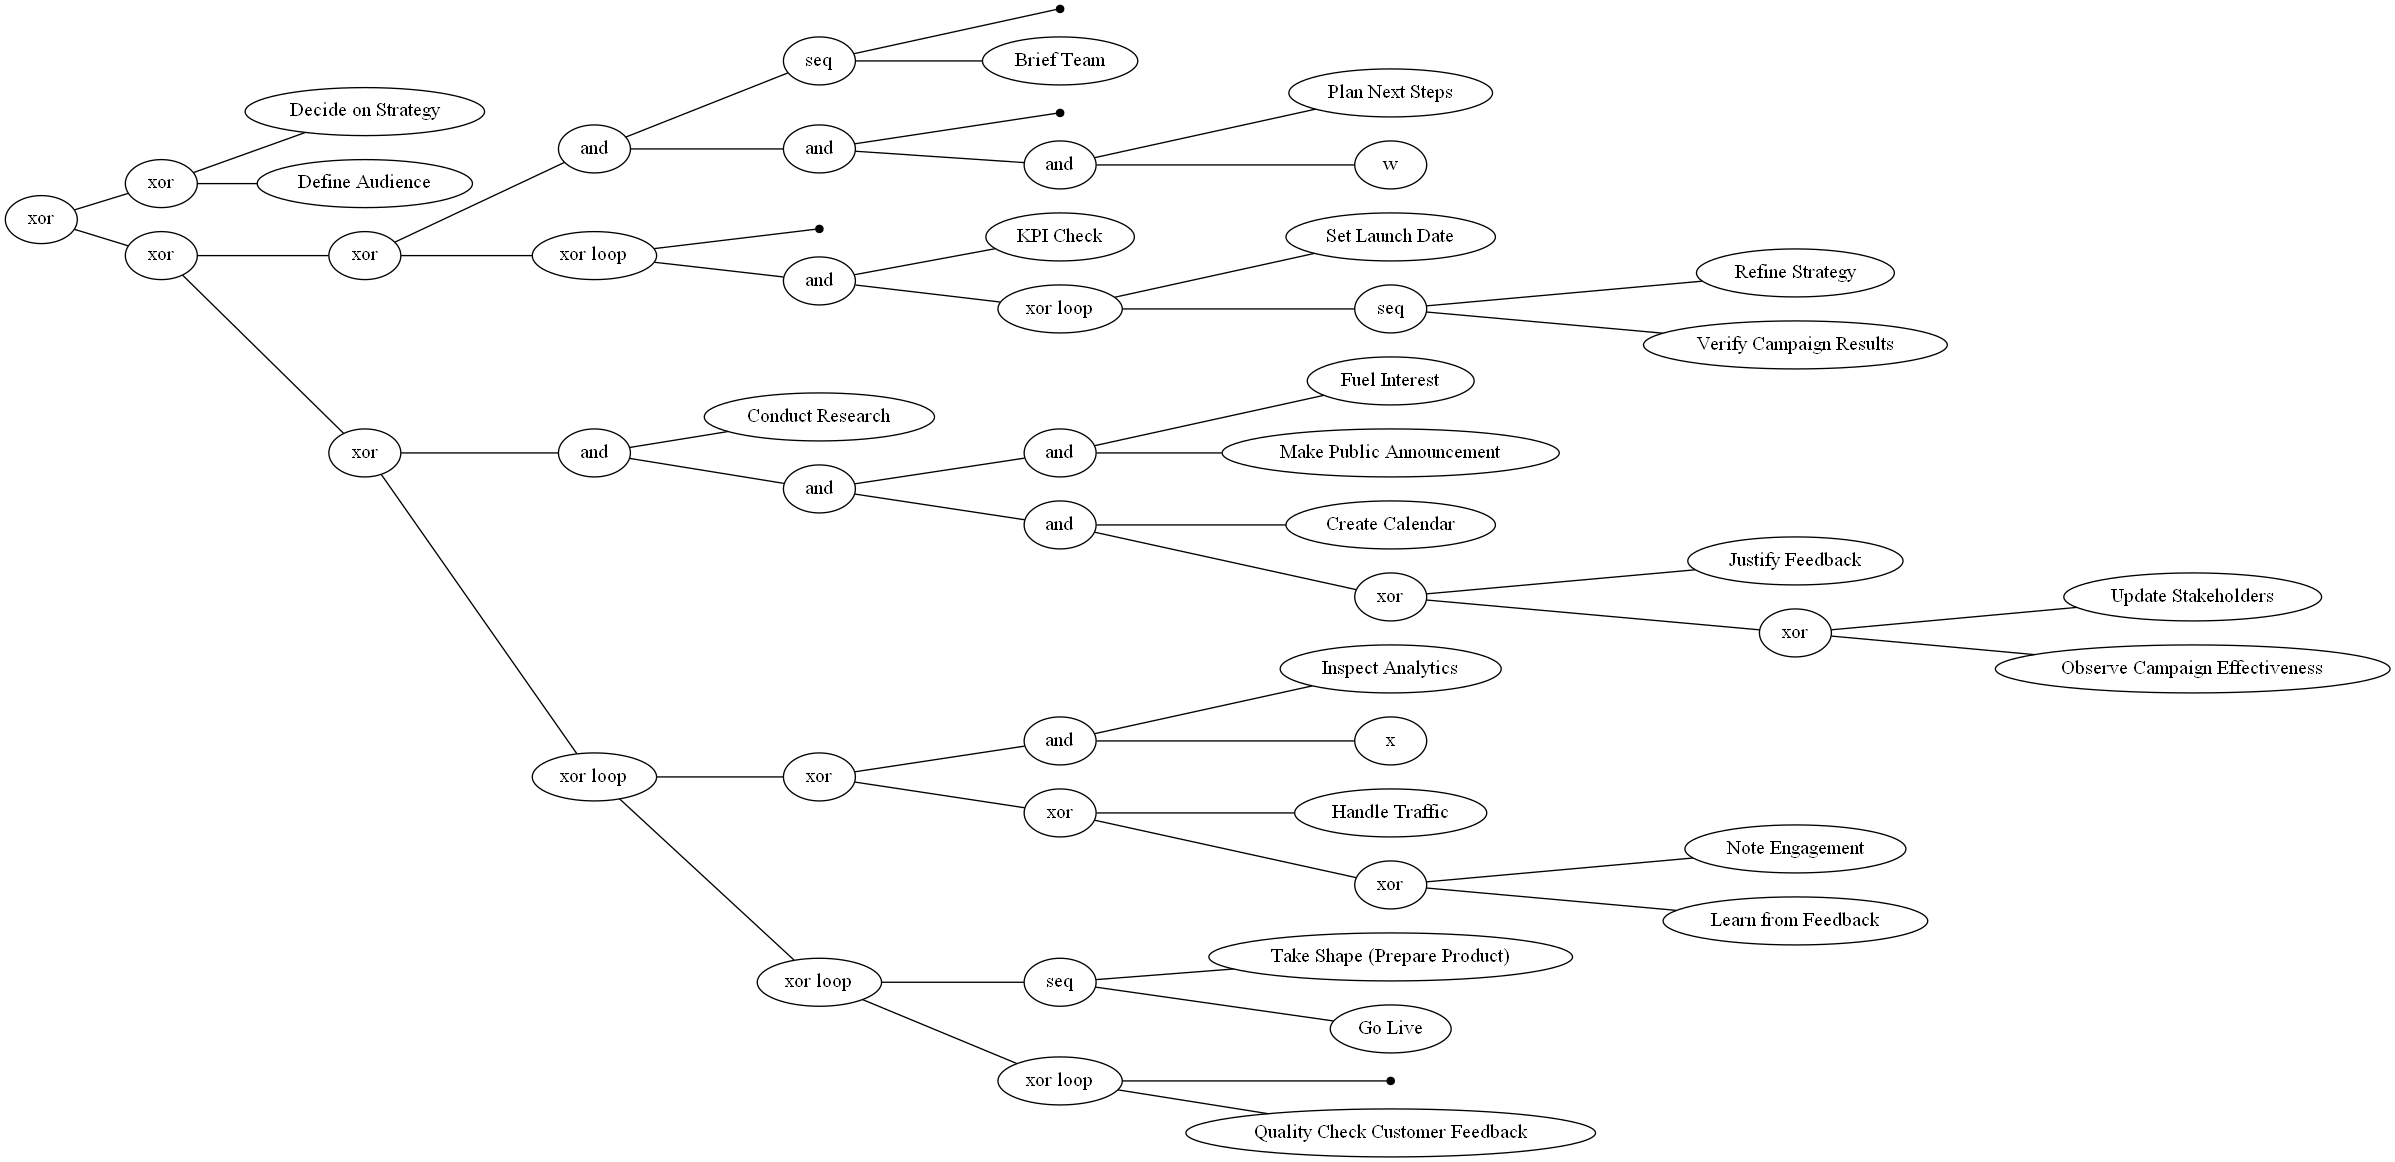 seq
Brief Team
Plan Next Steps
Decide on Strategy
and
and
and
w
xor
Define Audience
xor
KPI Check
Set Launch Date
xor
xor
xor loop
and
xor loop
seq
Refine Strategy
Verify Campaign Results
Fuel Interest
Conduct Research
xor
and
and
Make Public Announcement
and
and
Create Calendar
Justify Feedback
xor
Update Stakeholders
xor
Observe Campaign Effectiveness
Inspect Analytics
and
x
xor loop
xor
xor
Handle Traffic
Note Engagement
xor
Learn from Feedback
Take Shape (Prepare Product)
xor loop
seq
Go Live
xor loop
Quality Check Customer Feedback